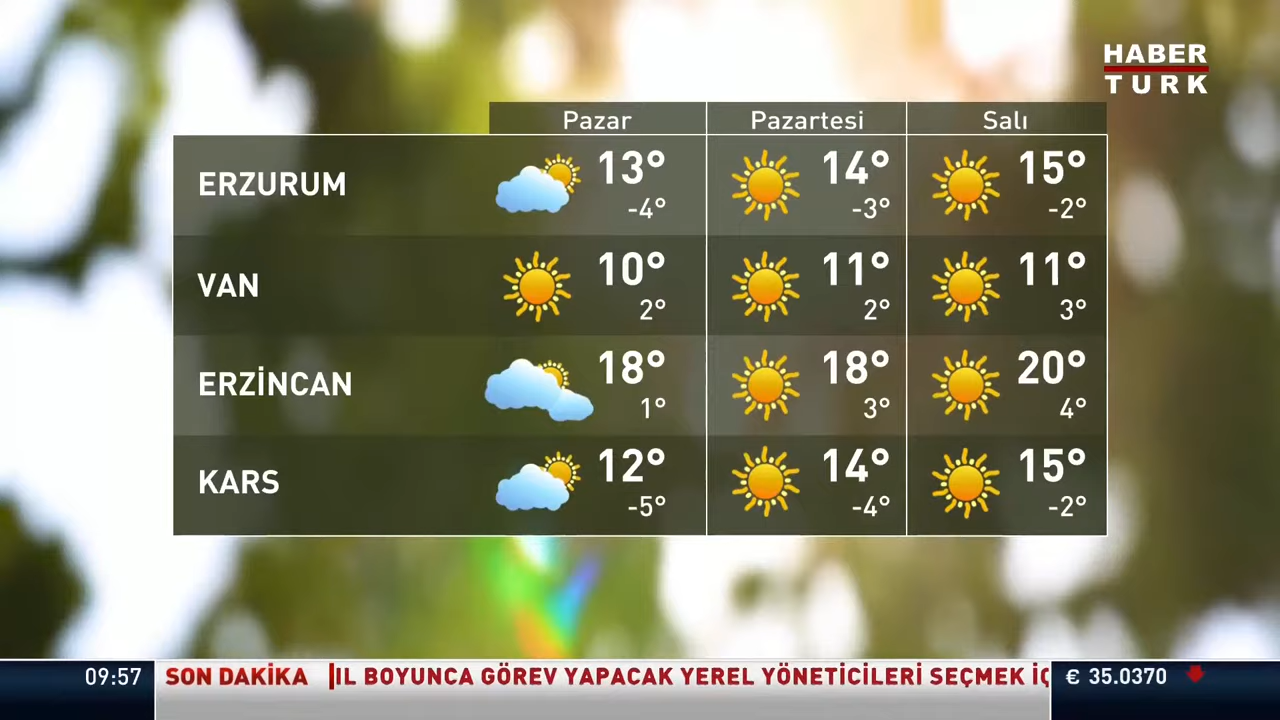 HABER
TURK
Pazar Pazartesi Salı
ERZURUM 13° 14° 15°
-4° -3° -2°
VAN 10° 11° 11°
2° 2° 3°
ERZİNCAN 18° 18° 20°
1° 3° 4°
KARS 12° 14° 15°
-5° -4° -2°
09:57 SON DAKİKA IL BOYUNCA GÖREV YAPACAK YEREL YÖNETİCİLERİ SEÇMEK İÇ € 35.0370